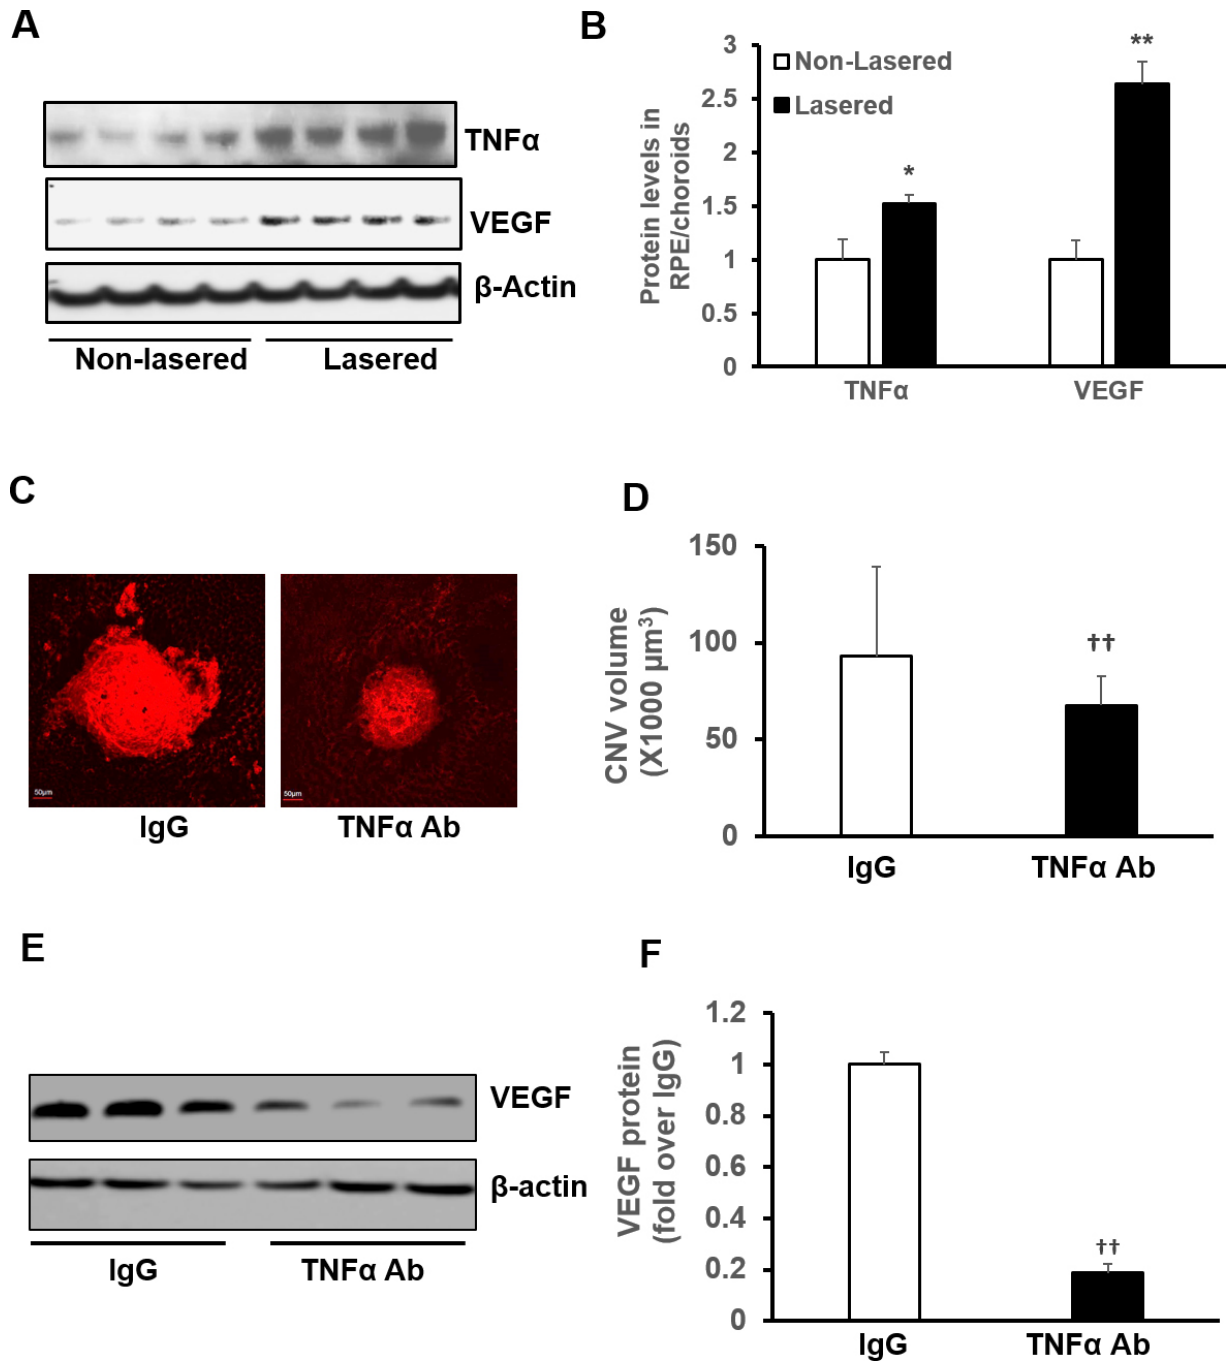 A
TNFα
VEGF
β-Actin
Non-lasered
Lasered
B
Protein levels in
RPE/choroids
3
2.5
2
1.5
1
0.5
0
Non-Lasered
Lasered
*
**
TNFα
VEGF
C
50µm
50µm
IgG
TNFα Ab
D
CNV volume
(X1000 µm³)
150
100
50
0
††
IgG
TNFα Ab
E
VEGF
β-actin
IgG
TNFα Ab
F
VEGF protein
(fold over IgG)
1.2
1
0.8
0.6
0.4
0.2
0
††
IgG
TNFα Ab